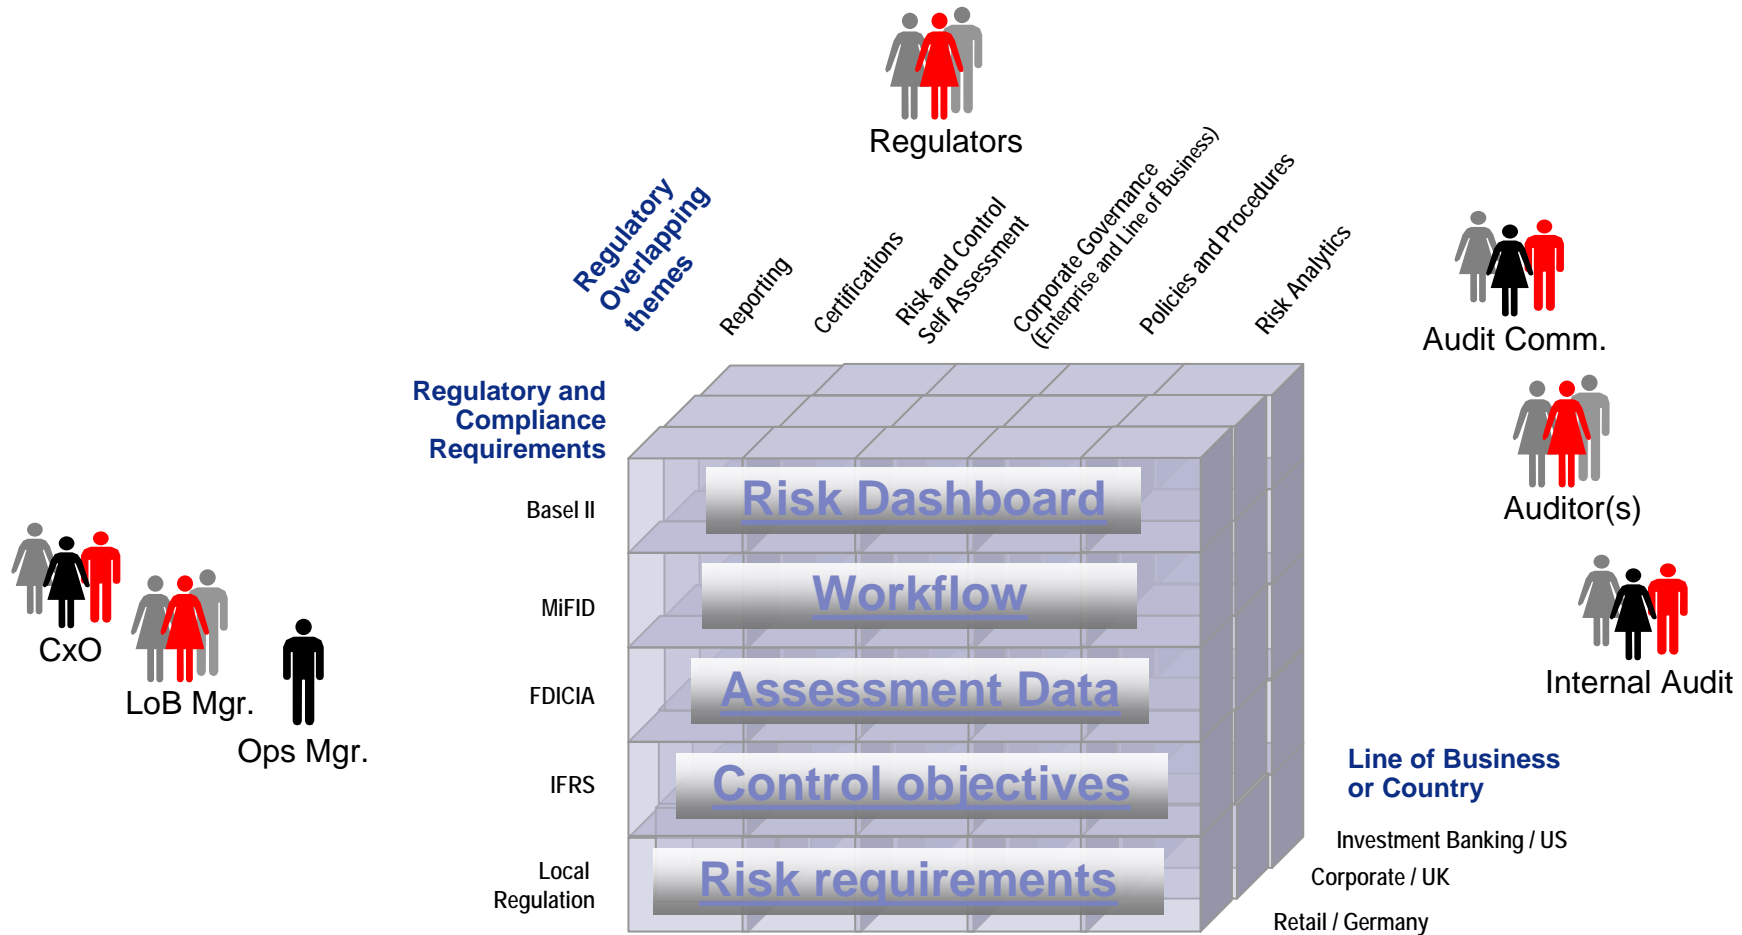 Regulators
Regulatory
Overlapping
themes
Reporting
Certifications
Risk and Control
Self Assessment
Corporate Governance
(Enterprise and Line of Business)
Policies and Procedures
Risk Analytics
Audit Comm.
Auditor(s)
Internal Audit
Regulatory and
Compliance
Requirements
Basel II
MiFID
FDICIA
IFRS
Local
Regulation
Risk Dashboard
Workflow
Assessment Data
Control objectives
Risk requirements
CxO
LoB Mgr.
Ops Mgr.
Line of Business
or Country
Investment Banking / US
Corporate / UK
Retail / Germany